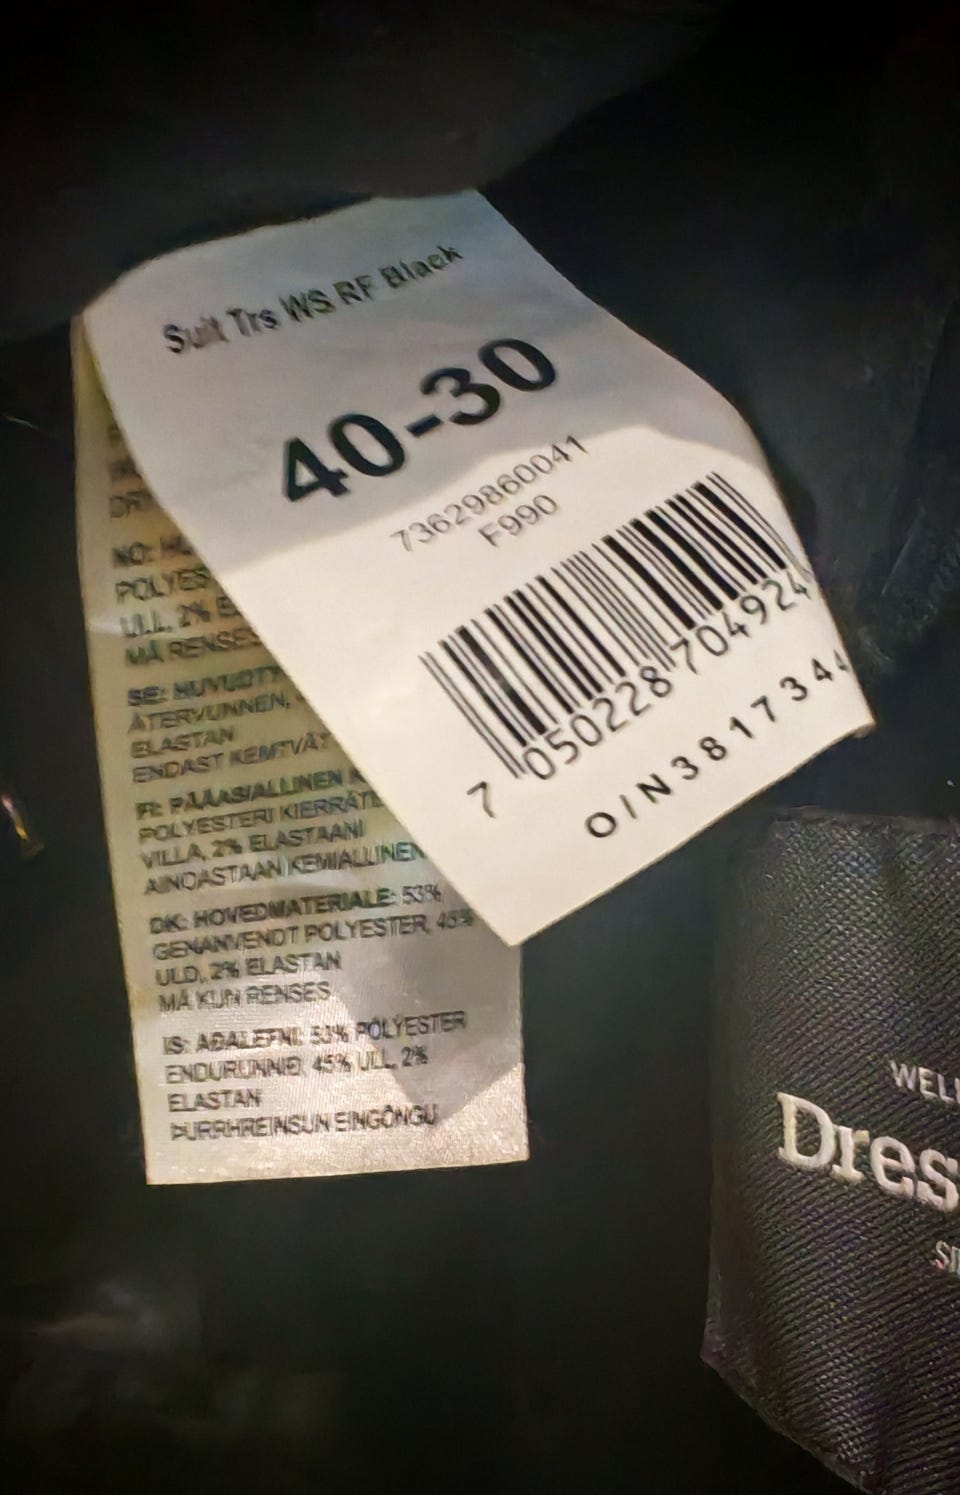 Suit Trs WS RF Black
40-30
73629860041
F990
7 050228 704924
O/N381734
NO:
POLYES
ULL, 2% E
MÅ RENSES
SE: HUVUDTY
ÅTERVUNNEN,
ELASTAN
ENDAST KEMTVÄT
FI: PÄÄASIALLINEN
POLYESTERI KIERRÄTE
VILLA, 2% ELASTAANI
AINOASTAAN KEMIALLINEN
DK: HOVEDMATERIALE: 53%
GENANVENDT POLYESTER, 45%
ULD, 2% ELASTAN
MÅ KUN RENSES
IS: AÐALEFNI: 53% PÓLÝESTER
ENDURUNNIÐ, 45% ULL, 2%
ELASTAN
ÞURRHREINSUN EINGÖNGU
WELL
Dres